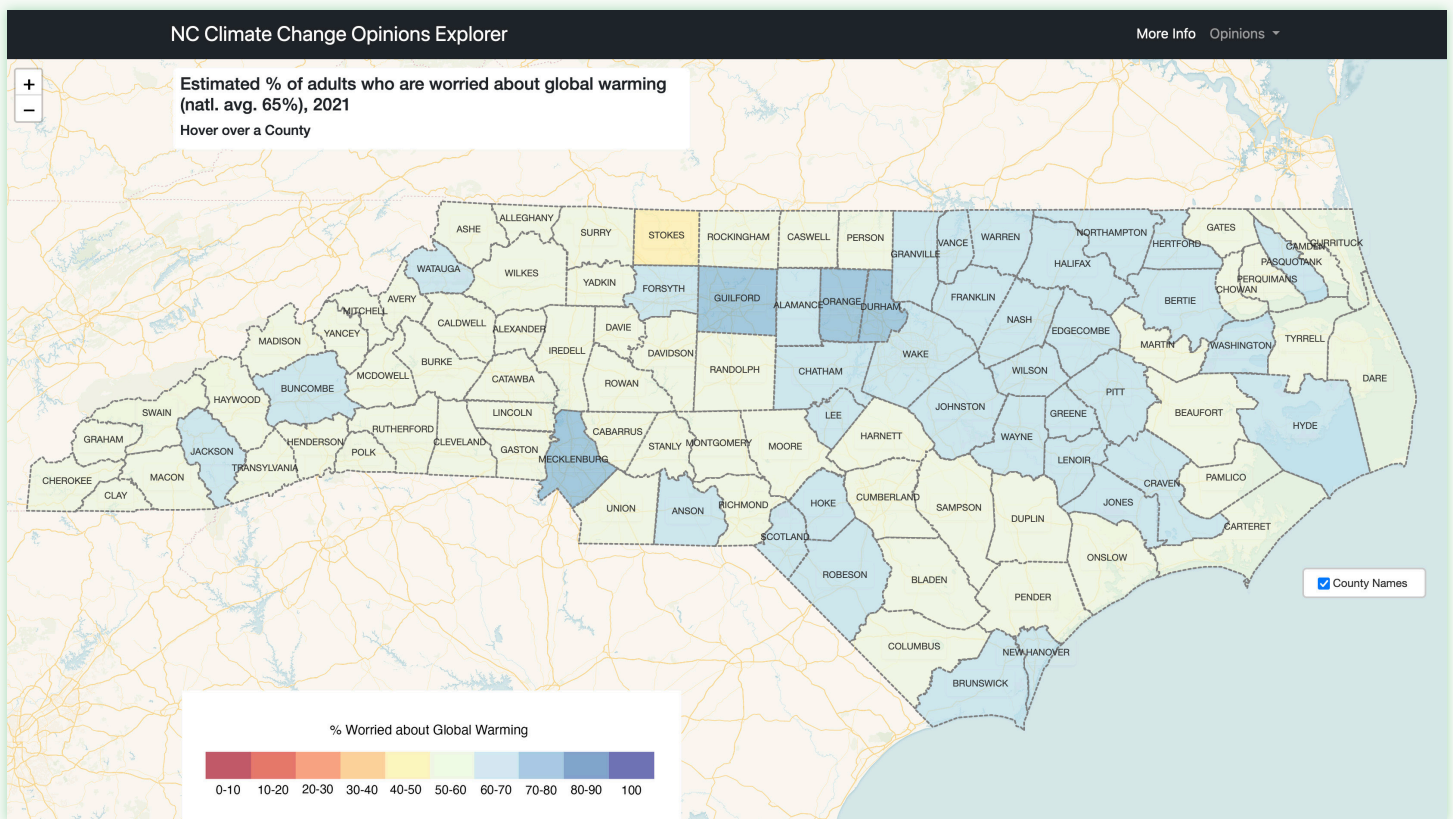 NC Climate Change Opinions Explorer
More Info Opinions
+
−
Estimated % of adults who are worried about global warming
(natl. avg. 65%), 2021
Hover over a County
ALLEGHANY
ASHE
SURRY
STOKES
ROCKINGHAM
CASWELL
PERSON
GRANVILLE
VANCE
WARREN
NORTHAMPTON
HERTFORD
GATES
CAMDEN
CURRITUCK
PASQUOTANK
PERQUIMANS
CHOWAN
WATAUGA
WILKES
YADKIN
FORSYTH
GUILFORD
ALAMANCE
ORANGE
DURHAM
FRANKLIN
HALIFAX
BERTIE
AVERY
MITCHELL
YANCEY
MADISON
CALDWELL
ALEXANDER
DAVIE
IREDELL
DAVIDSON
NASH
EDGECOMBE
MARTIN
WASHINGTON
TYRRELL
DARE
BUNCOMBE
MCDOWELL
BURKE
CATAWBA
ROWAN
RANDOLPH
CHATHAM
WAKE
WILSON
PITT
HAYWOOD
SWAIN
GRAHAM
JACKSON
HENDERSON
RUTHERFORD
LINCOLN
CLEVELAND
GASTON
MECKLENBURG
CABARRUS
STANLY
MONTGOMERY
MOORE
LEE
HARNETT
JOHNSTON
GREENE
WAYNE
BEAUFORT
HYDE
CHEROKEE
CLAY
MACON
TRANSYLVANIA
POLK
LENOIR
CRAVEN
PAMLICO
JONES
UNION
ANSON
RICHMOND
HOKE
CUMBERLAND
SAMPSON
DUPLIN
CARTERET
SCOTLAND
ROBESON
BLADEN
ONSLOW
PENDER
COLUMBUS
NEW HANOVER
BRUNSWICK
County Names
% Worried about Global Warming
0-10 10-20 20-30 30-40 40-50 50-60 60-70 70-80 80-90 100